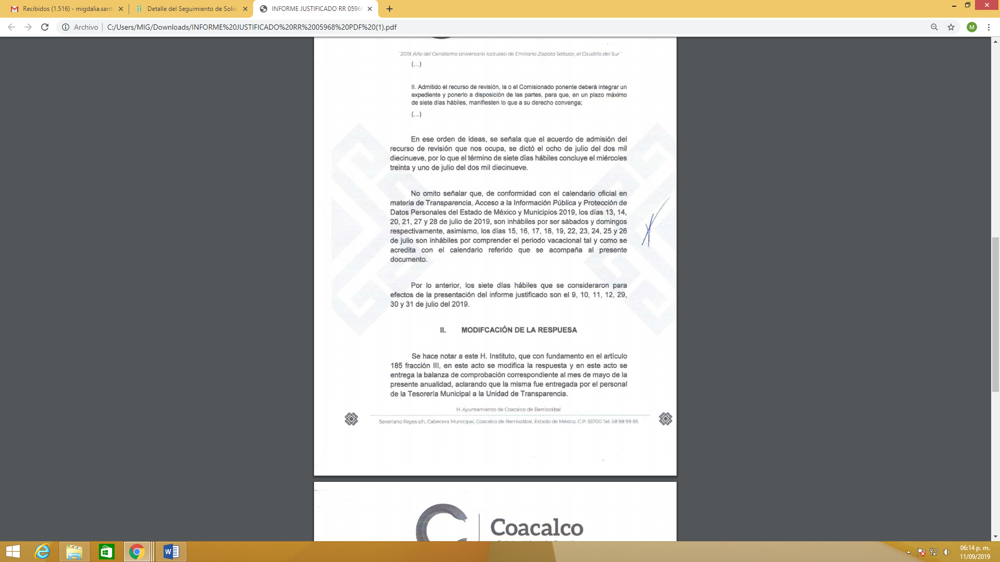 Recibidos (1.516) - migdalia.sant
Detalle del Seguimiento de Solic
INFORME JUSTIFICADO RR 0596
Archivo
C:/Users/MIG/Downloads/INFORME%20JUSTIFICADO%20RR%2005968%20PDF%20(1).pdf
M
¨2019. Año del Centésimo aniversario luctuoso de Emiliano Zapata Salazar, el Caudillo del Sur¨
(...)
II. Admitido el recurso de revisión, la o el Comisionado ponente deberá integrar un
expediente y ponerlo a disposición de las partes, para que, en un plazo máximo
de siete días hábiles, manifiesten lo que a su derecho convenga;
(...)
En ese orden de ideas, se señala que el acuerdo de admisión del
recurso de revisión que nos ocupa, se dictó el ocho de julio del dos mil
diecinueve, por lo que el término de siete días hábiles concluye el miércoles
treinta y uno de julio del dos mil diecinueve.
No omito señalar que, de conformidad con el calendario oficial en
materia de Transparencia, Acceso a la Información Pública y Protección de
Datos Personales del Estado de México y Municipios 2019, los días 13, 14,
20, 21, 27 y 28 de julio de 2019, son inhábiles por ser sábados y domingos
respectivamente, asimismo, los días 15, 16, 17, 18, 19, 22, 23, 24, 25 y 26
de julio son inhábiles por comprender el periodo vacacional tal y como se
acredita con el calendario referido que se acompaña al presente
documento.
Por lo anterior, los siete días hábiles que se consideraron para
efectos de la presentación del informe justificado son el 9, 10, 11, 12, 29,
30 y 31 de julio del 2019.
II. MODIFCACIÓN DE LA RESPUESA
Se hace notar a este H. Instituto, que con fundamento en el artículo
185 fracción III, en este acto se modifica la respuesta y en este acto se
entrega la balanza de comprobación correspondiente al mes de mayo de la
presente anualidad, aclarando que la misma fue entregada por el personal
de la Tesorería Municipal a la Unidad de Transparencia.
H. Ayuntamiento de Coacalco de Berriozábal
Severiano Reyes s/n, Cabecera Municipal, Coacalco de Berriozábal, Estado de México, C.P. 55700 Tel: 58 98 99 93
Coacalco
06:14 p. m.
11/09/2019